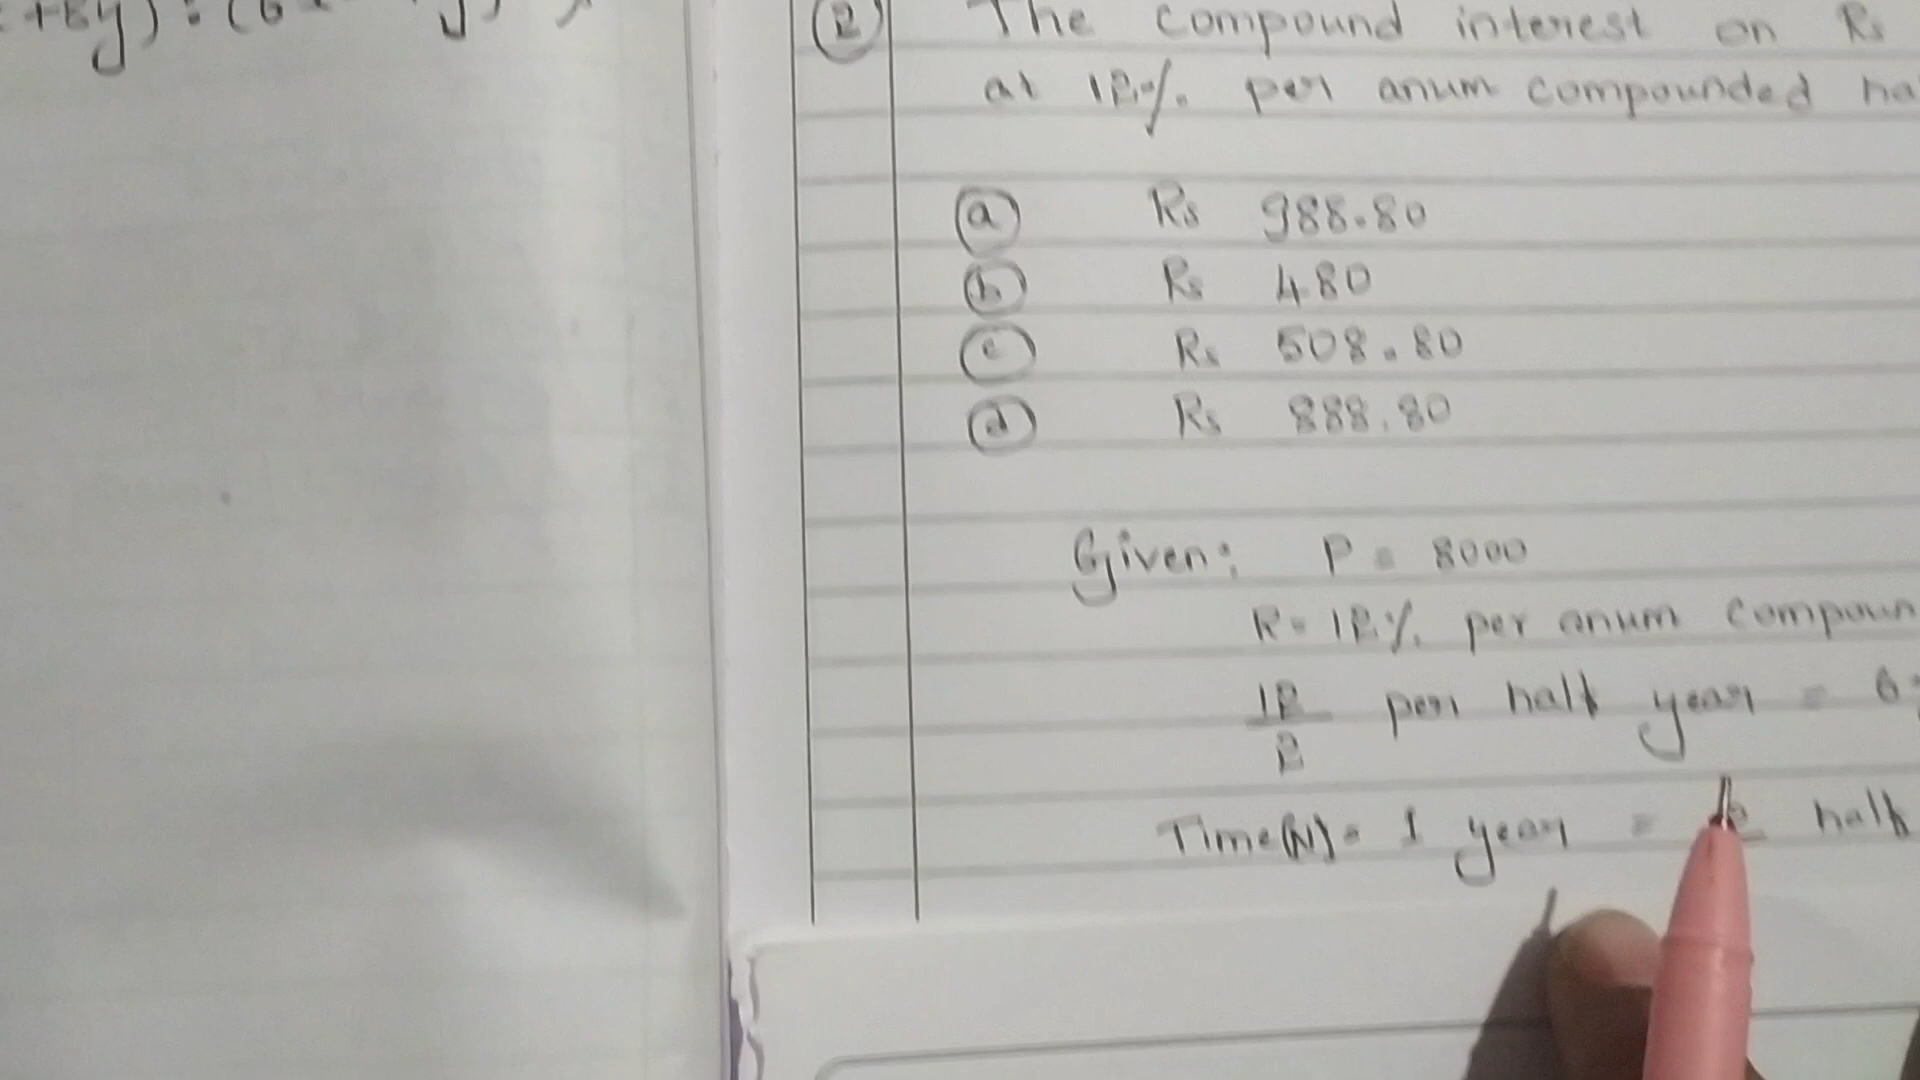 +8y) : (6x
② The compound interest on Rs
at 12% per anum compounded ha
ⓐ Rs 988.80
ⓑ Rs 480
ⓒ Rs 508.80
ⓓ Rs 888.80
Given: P = 8000
R = 12% per anum compoun
12/2 per half year = 6
Time(N) = 1 year = half